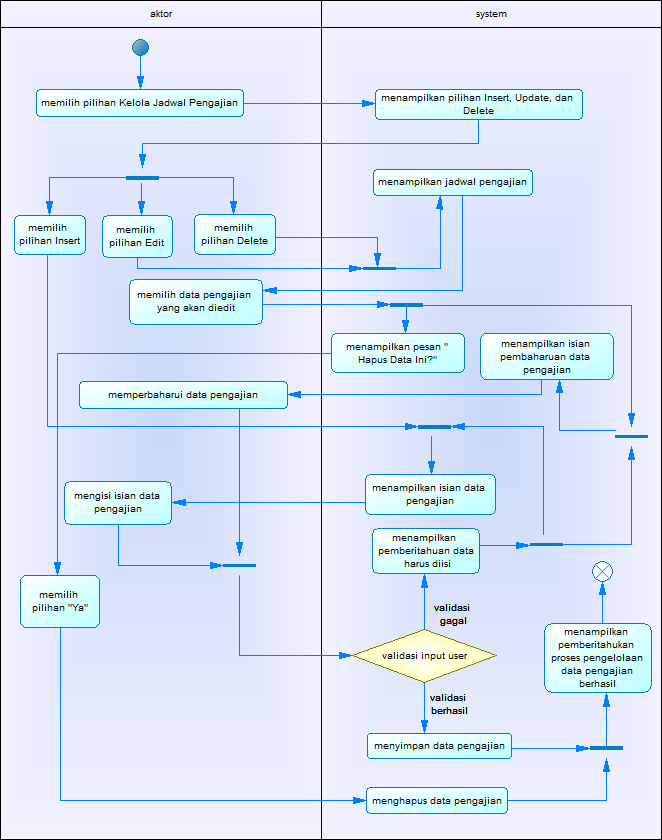 aktor
system
memilih pilihan Kelola Jadwal Pengajian
menampilkan pilihan Insert, Update, dan
Delete
menampilkan jadwal pengajian
memilih
pilihan Insert
memilih
pilihan Edit
memilih
pilihan Delete
memilih data pengajian
yang akan diedit
menampilkan pesan "
Hapus Data Ini?"
menampilkan isian
pembaharuan data
pengajian
memperbaharui data pengajian
mengisi isian data
pengajian
menampilkan isian data
pengajian
menampilkan
pemberitahuan data
harus diisi
memilih
pilihan "Ya"
validasi
gagal
validasi input user
menampilkan
pemberitahukan
proses pengelolaan
data pengajian
berhasil
validasi
berhasil
menyimpan data pengajian
menghapus data pengajian